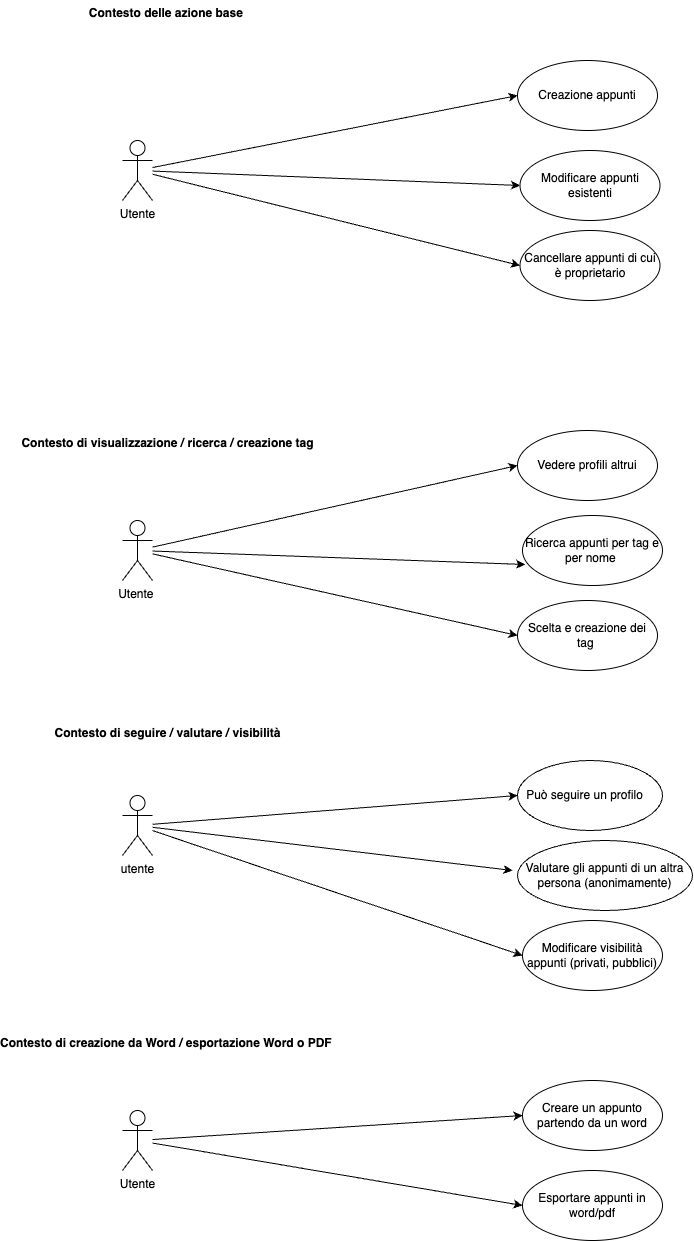 Contesto delle azione base
Creazione appunti
Modificare appunti
esistenti
Utente
Cancellare appunti di cui
è proprietario
Contesto di visualizzazione / ricerca / creazione tag
Vedere profili altrui
Ricerca appunti per tag e
per nome
Utente
Scelta e creazione dei
tag
Contesto di seguire / valutare / visibilità
Può seguire un profilo
utente
Valutare gli appunti di un altra
persona (anonimamente)
Modificare visibilità
appunti (privati, pubblici)
Contesto di creazione da Word / esportazione Word o PDF
Creare un appunto
partendo da un word
Utente
Esportare appunti in
word/pdf